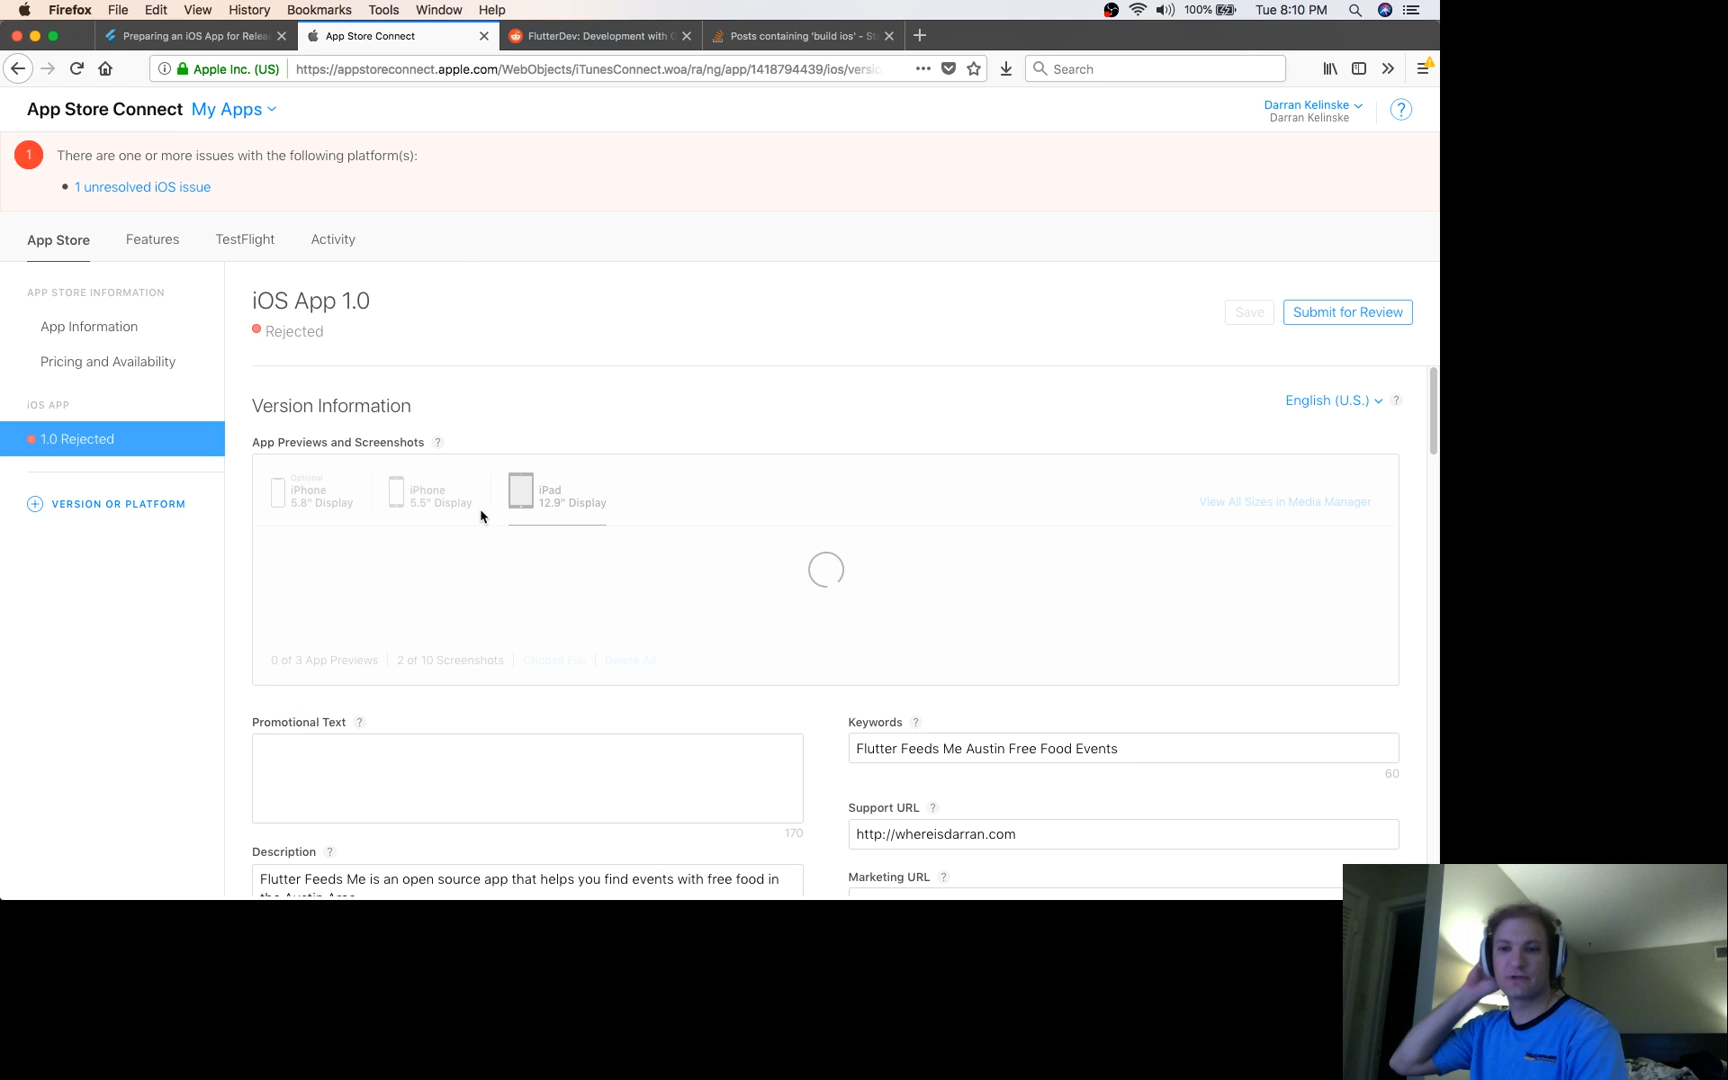 Firefox File Edit View History Bookmarks Tools Window Help 100% Tue 8:10 PM
Preparing an iOS App for Relea App Store Connect FlutterDev: Development with G Posts containing 'build ios' - St
Apple Inc. (US) https://appstoreconnect.apple.com/WebObjects/iTunesConnect.woa/ra/ng/app/1418794439/ios/versio Search
App Store Connect My Apps
Darran Kelinske
Darran Kelinske
?
1 There are one or more issues with the following platform(s):
• 1 unresolved iOS issue
App Store Features TestFlight Activity
APP STORE INFORMATION
App Information
Pricing and Availability
iOS APP
1.0 Rejected
VERSION OR PLATFORM
iOS App 1.0
Rejected
Save Submit for Review
Version Information
English (U.S.) ?
App Previews and Screenshots ?
Optional
iPhone
5.8" Display
iPhone
5.5" Display
iPad
12.9" Display
View All Sizes in Media Manager
0 of 3 App Previews 2 of 10 Screenshots Choose File Delete All
Promotional Text ?
170
Description ?
Flutter Feeds Me is an open source app that helps you find events with free food in
the Austin Area
Keywords ?
Flutter Feeds Me Austin Free Food Events
60
Support URL ?
http://whereisdarran.com
Marketing URL ?